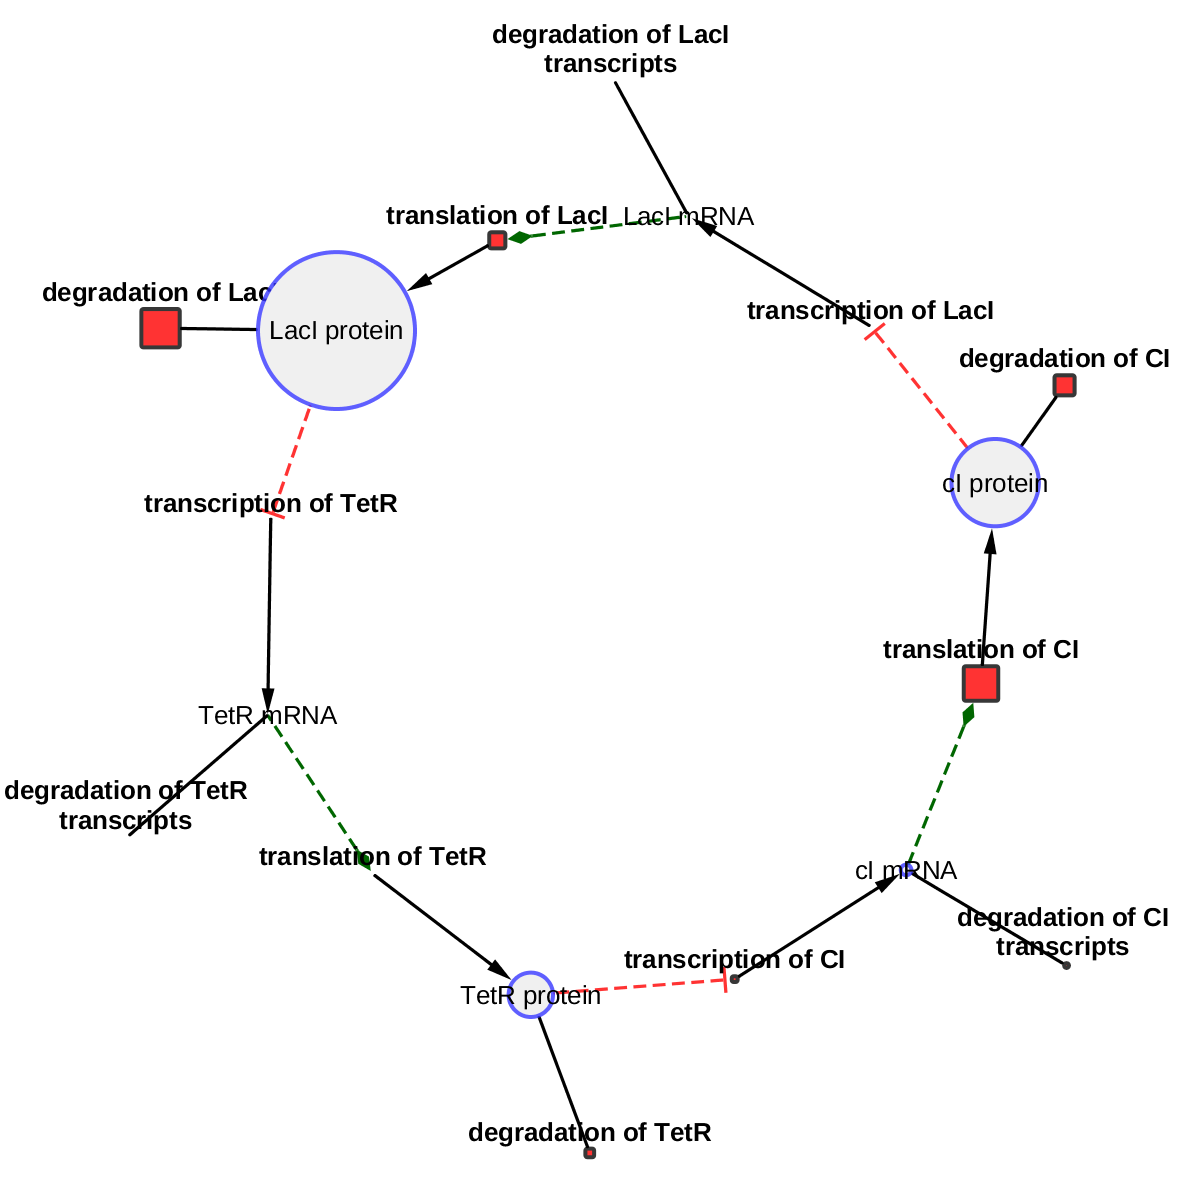 degradation of LacI
transcripts
translation of LacI
LacI mRNA
degradation of Lac
LacI protein
transcription of LacI
degradation of CI
cI protein
transcription of TetR
translation of CI
TetR mRNA
degradation of TetR
transcripts
translation of TetR
cI mRNA
degradation of CI
transcripts
transcription of CI
TetR protein
degradation of TetR